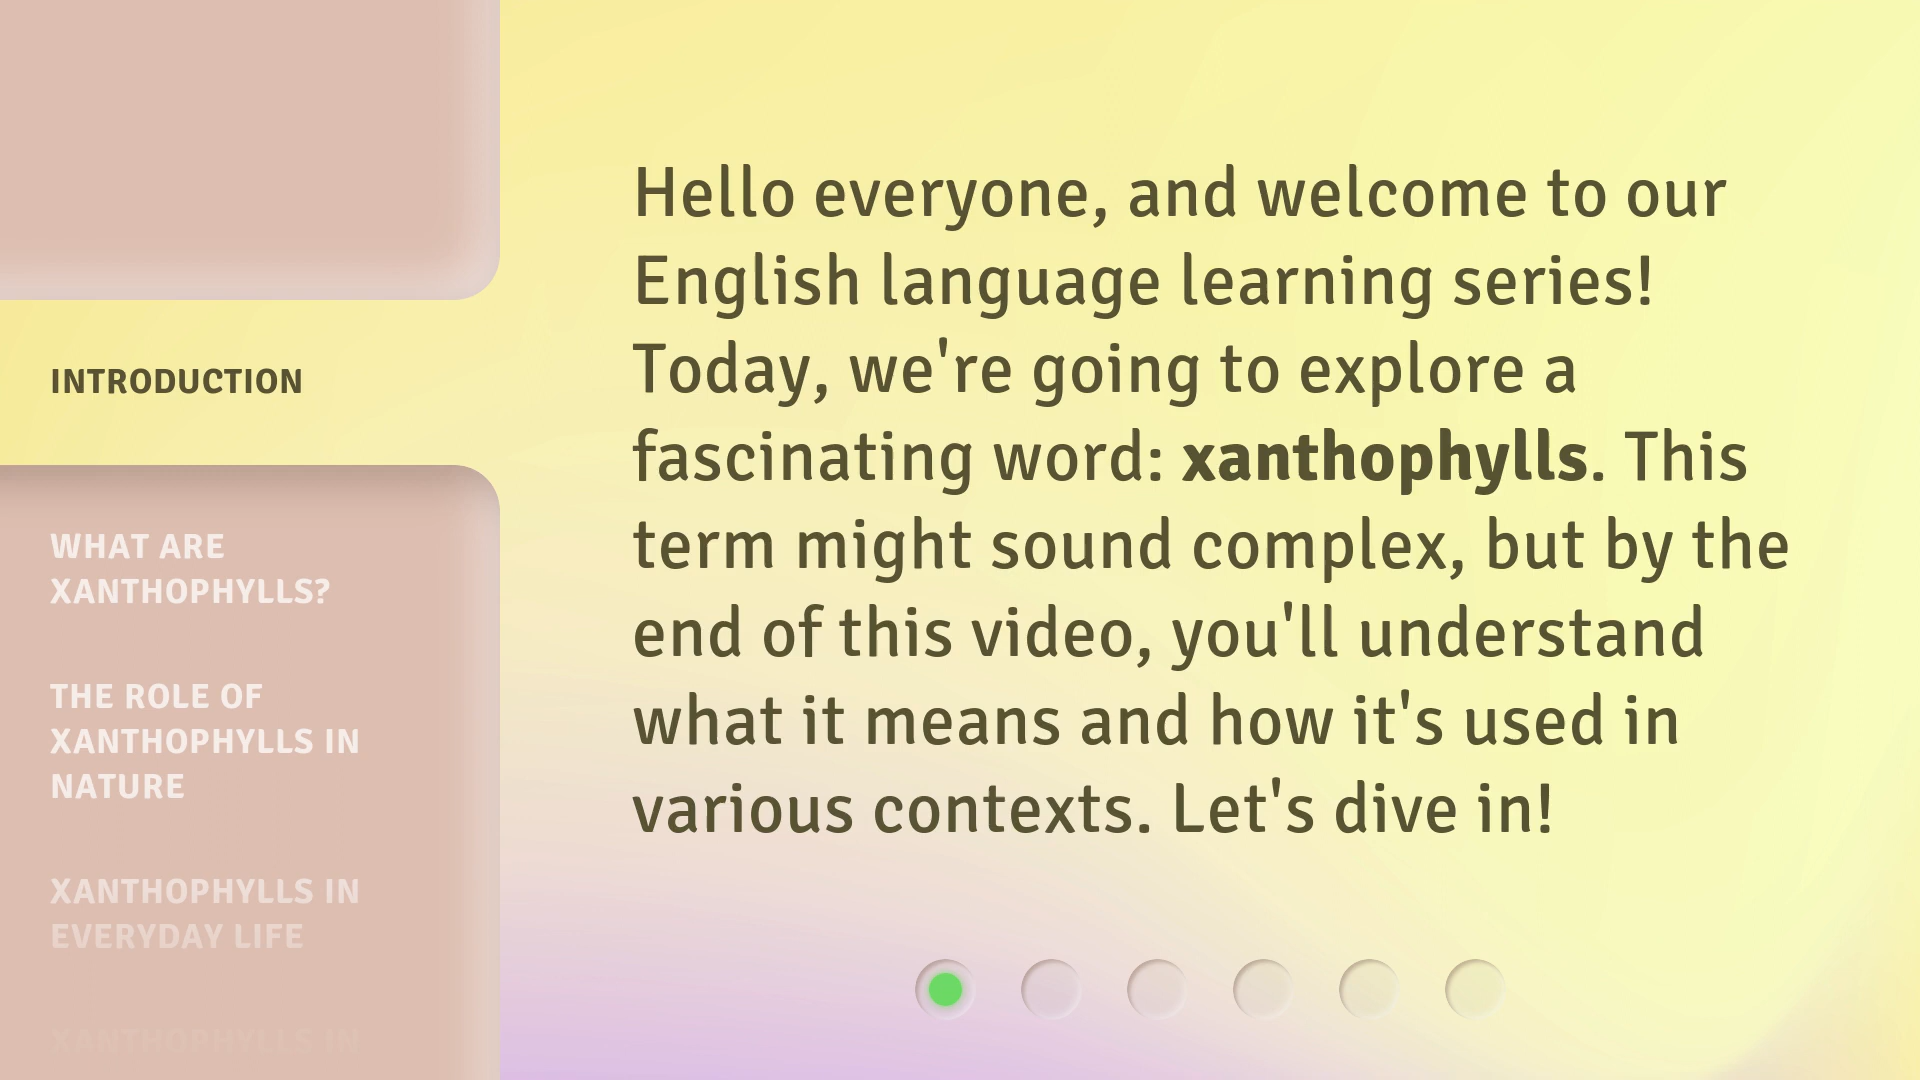 INTRODUCTION
WHAT ARE
XANTHOPHYLLS?
THE ROLE OF
XANTHOPHYLLS IN
NATURE
XANTHOPHYLLS IN
EVERYDAY LIFE
XANTHOPHYLLS IN
Hello everyone, and welcome to our
English language learning series!
Today, we're going to explore a
fascinating word: xanthophylls. This
term might sound complex, but by the
end of this video, you'll understand
what it means and how it's used in
various contexts. Let's dive in!